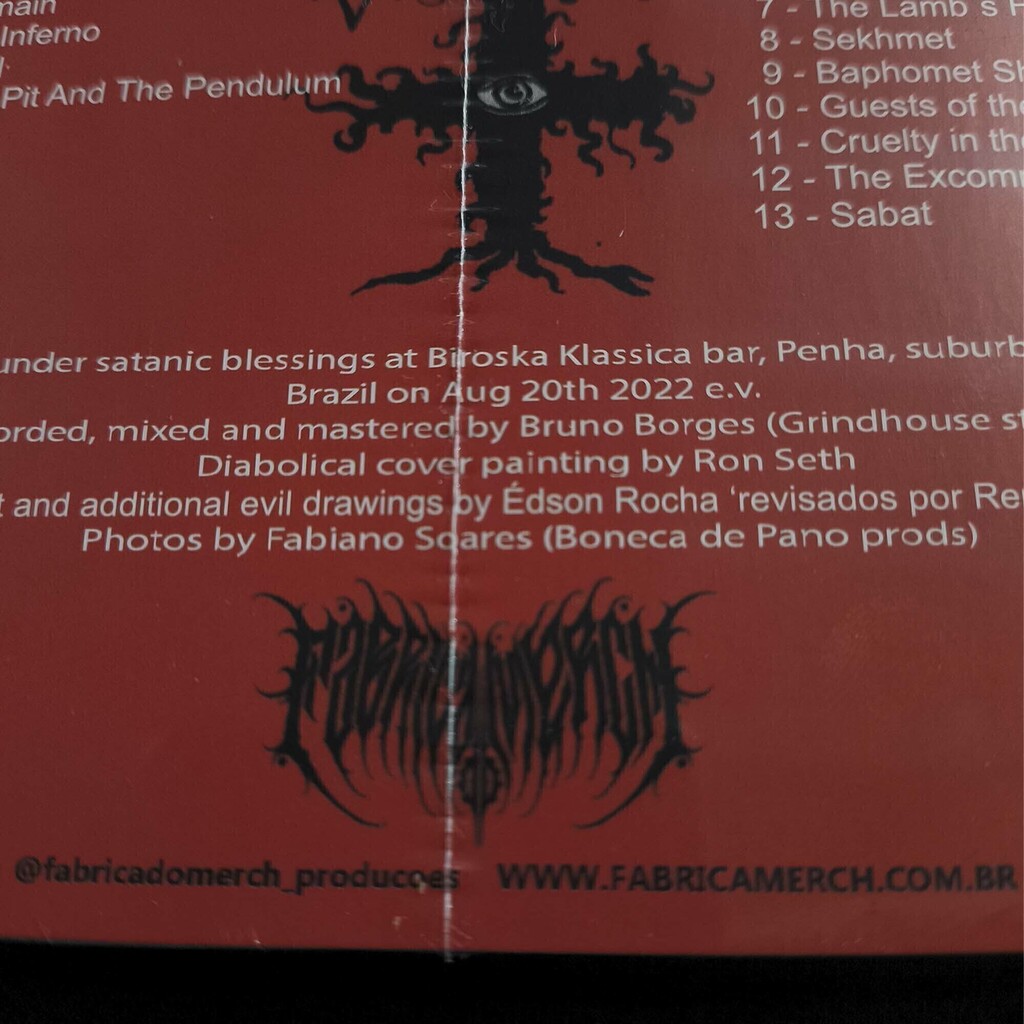 Inferno
Pit And The Pendulum
7 - The Lamb's
8 - Sekhmet
9 - Baphomet
10 - Guests of
11 - Cruelty in
12 - The
13 - Sabat
under satanic blessings at Biroska Klassica bar, Penha,
Brazil on Aug 20th 2022 e.v.
mixed and mastered by Bruno Borges (Grindhouse
Diabolical cover painting by Ron Seth
and additional evil drawings by Édson Rocha ‘revisados por
Photos by Fabiano Soares (Boneca de Pano prods)
FABRICAMERCH
@fabricadomerch_producoes WWW.FABRICAMERCH.COM.BR